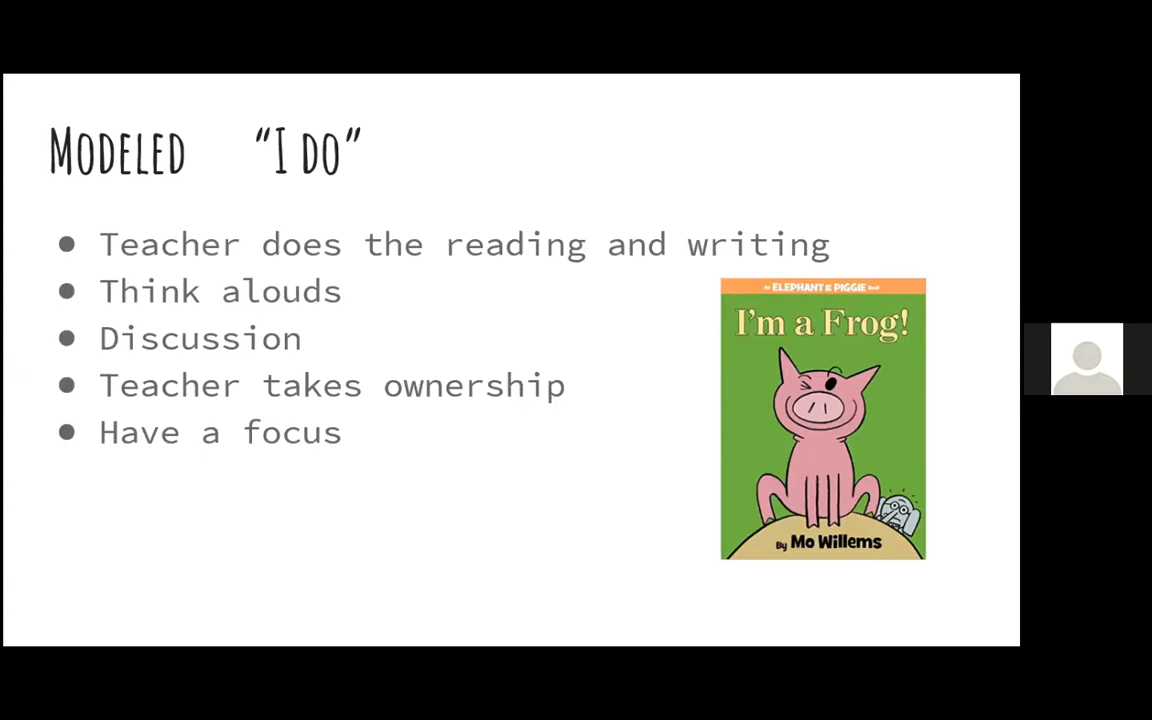 Modeled "I do"
Teacher does the reading and writing
Think alouds
Discussion
Teacher takes ownership
Have a focus
An ELEPHANT & PIGGIE Book
I'm a Frog!
By Mo Willems